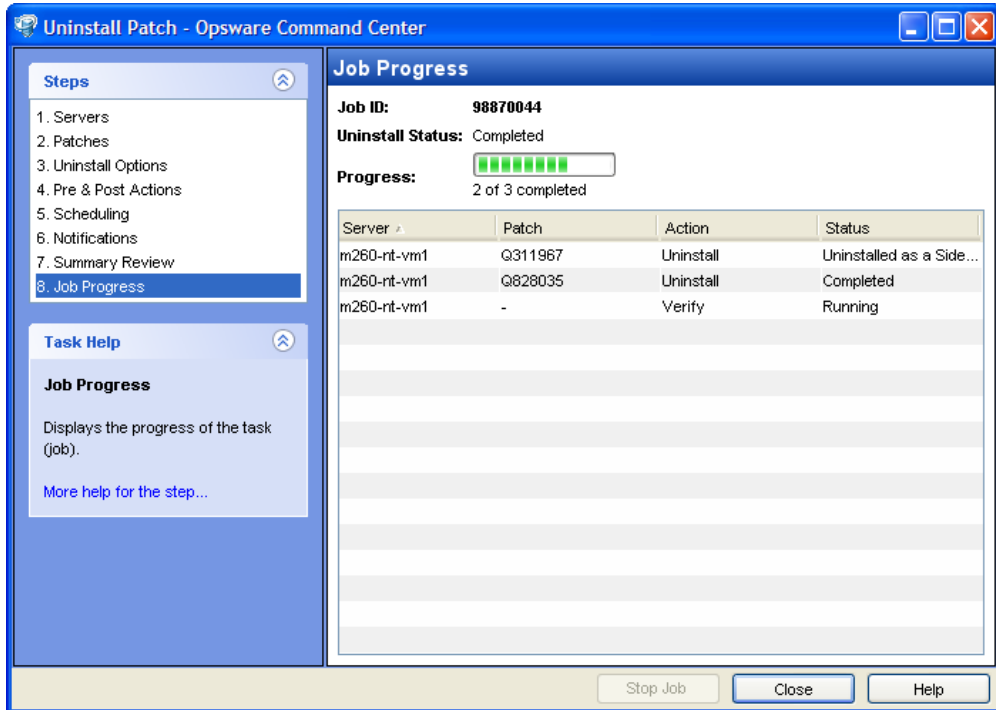 Uninstall Patch - Opsware Command Center
Steps
1. Servers
2. Patches
3. Uninstall Options
4. Pre & Post Actions
5. Scheduling
6. Notifications
7. Summary Review
8. Job Progress
Task Help
Job Progress
Displays the progress of the task
(job).
More help for the step...
Job Progress
Job ID: 98870044
Uninstall Status: Completed
Progress:
2 of 3 completed
Server Patch Action Status
m260-nt-vm1 Q311967 Uninstall Uninstalled as a Side...
m260-nt-vm1 Q828035 Uninstall Completed
m260-nt-vm1 - Verify Running
Stop Job Close Help